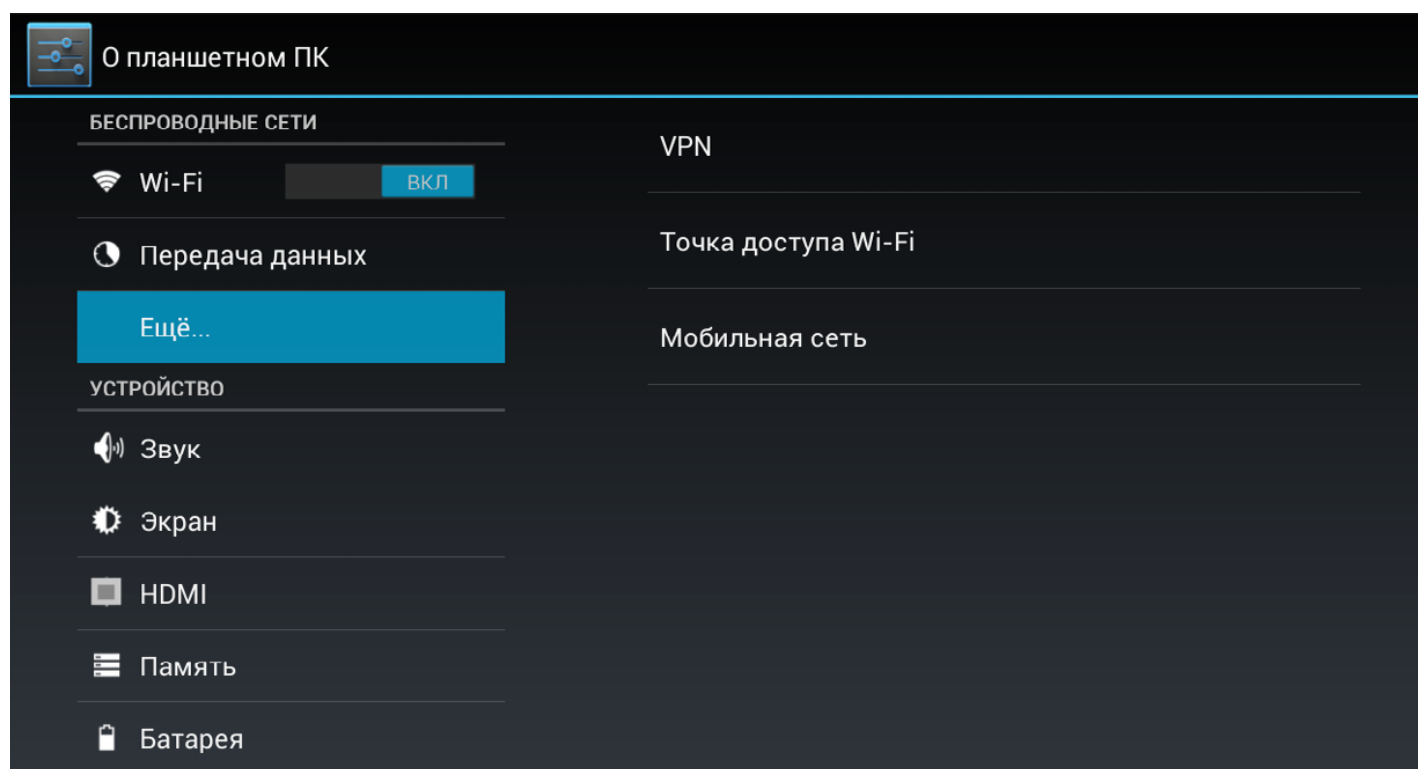 О планшетном ПК
БЕСПРОВОДНЫЕ СЕТИ
Wi-Fi ВКЛ
Передача данных
Ещё...
УСТРОЙСТВО
Звук
Экран
HDMI
Память
Батарея
VPN
Точка доступа Wi-Fi
Мобильная сеть